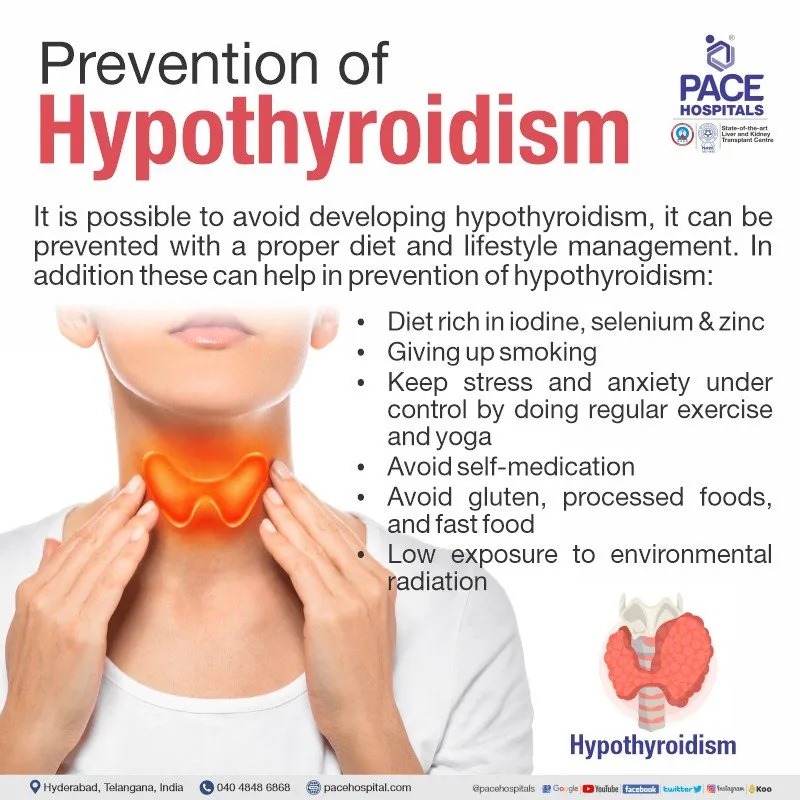 Prevention of
Hypothyroidism
PACE
HOSPITALS
State-of-the-art
Liver and Kidney
Transplant Centre
It is possible to avoid developing hypothyroidism, it can be
prevented with a proper diet and lifestyle management. In
addition these can help in prevention of hypothyroidism:
• Diet rich in iodine, selenium & zinc
• Giving up smoking
• Keep stress and anxiety under
control by doing regular exercise
and yoga
• Avoid self-medication
• Avoid gluten, processed foods,
and fast food
• Low exposure to environmental
radiation
Hypothyroidism
Hyderabad, Telangana, India 040 4848 6868 pacehospital.com @pacehospitals Google YouTube facebook twitter Instagram Koo